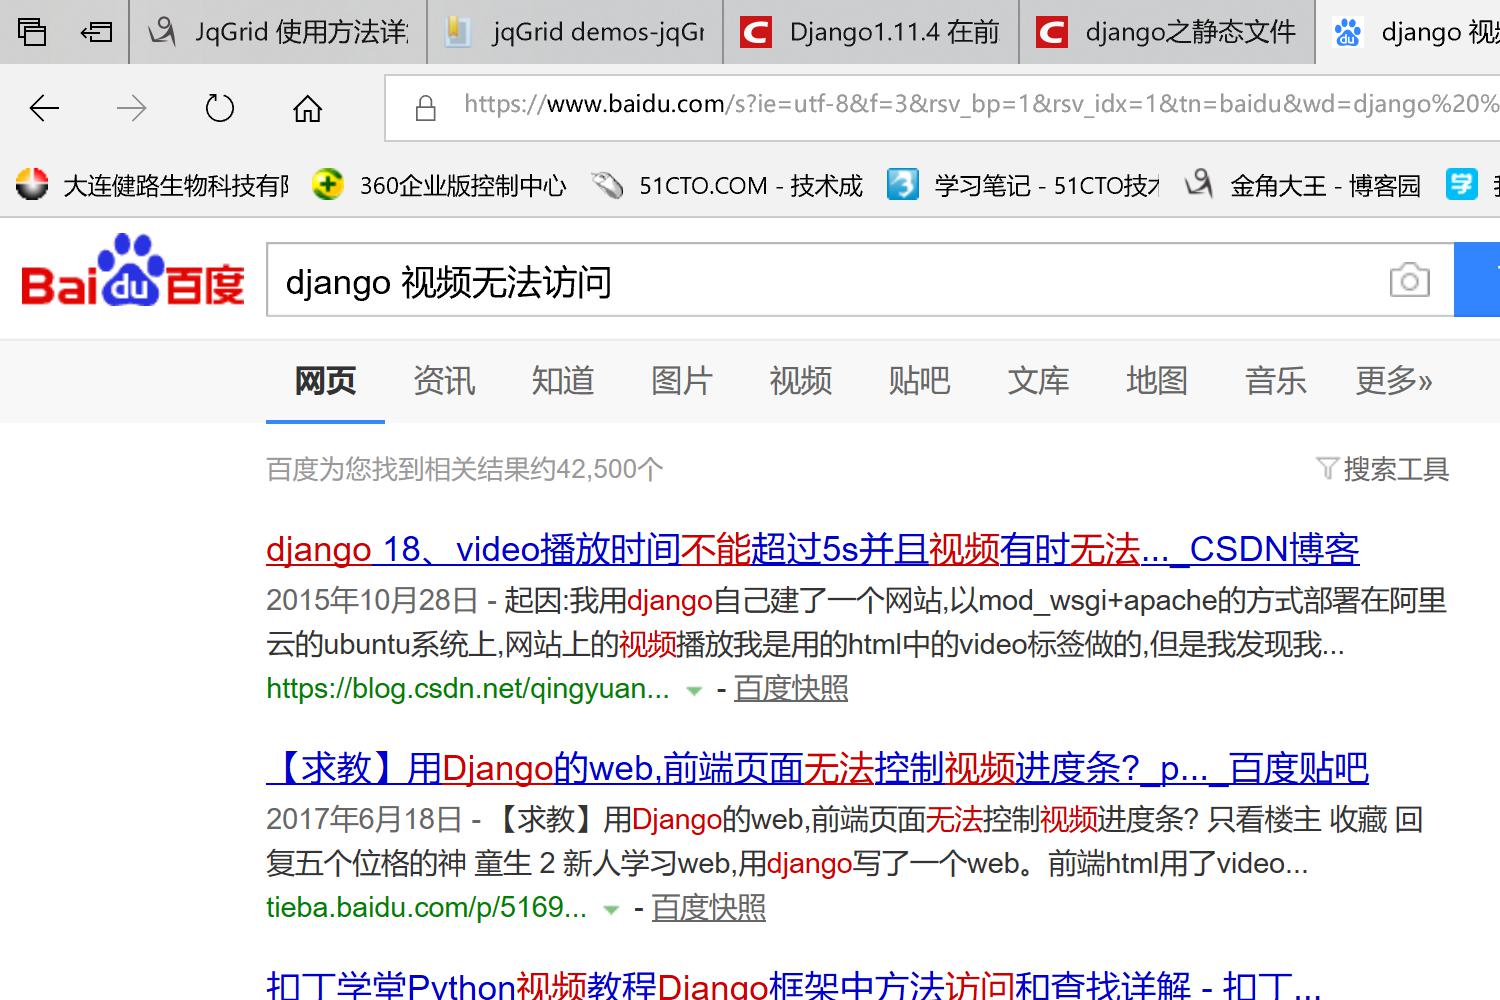 JqGrid 使用方法详
jqGrid demos-jqGr
Django1.11.4 在前
django之静态文件
django 视
https://www.baidu.com/s?ie=utf-8&f=3&rsv_bp=1&rsv_idx=1&tn=baidu&wd=django%20%
大连健路生物科技有
360企业版控制中心
51CTO.COM - 技术成
学习笔记 - 51CTO技
金角大王 - 博客园
学
Bai du 百度
django 视频无法访问
网页 资讯 知道 图片 视频 贴吧 文库 地图 音乐 更多»
百度为您找到相关结果约42,500个
搜索工具
django 18、video播放时间不能超过5s并且视频有时无法..._CSDN博客
2015年10月28日 - 起因:我用django自己建了一个网站,以mod_wsgi+apache的方式部署在阿里
云的ubuntu系统上,网站上的视频播放我是用的html中的video标签做的,但是我发现我...
https://blog.csdn.net/qingyuan... - 百度快照
【求教】用Django的web,前端页面无法控制视频进度条?_p..._百度贴吧
2017年6月18日 - 【求教】用Django的web,前端页面无法控制视频进度条? 只看楼主 收藏 回
复五个位格的神 童生 2 新人学习web,用django写了一个web。前端html用了video...
tieba.baidu.com/p/5169... - 百度快照
扣丁学堂Python视频教程Django框架中方法访问和查找详解 - 扣丁...